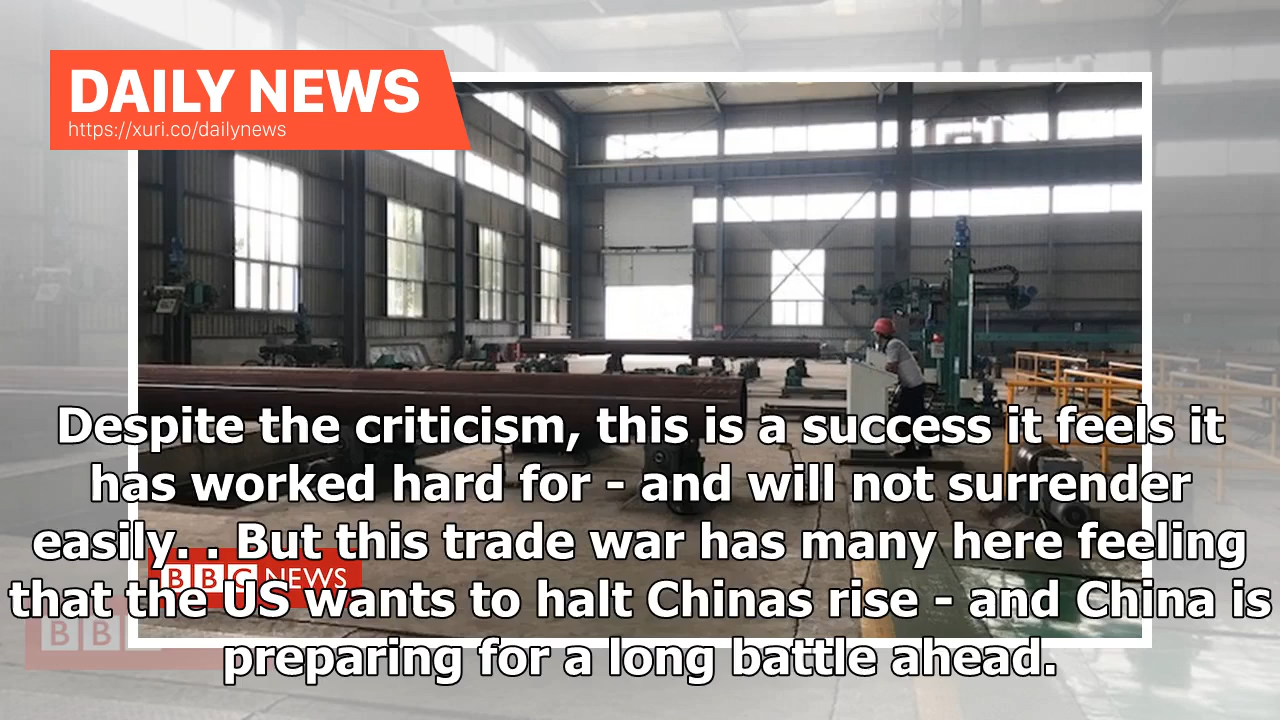 DAILY NEWS
https://xuri.co/dailynews
Despite the criticism, this is a success it feels it
has worked hard for - and will not surrender
easily. . But this trade war has many here feeling
BBC NEWS
that the US wants to halt Chinas rise - and China is
BB
preparing for a long battle ahead.